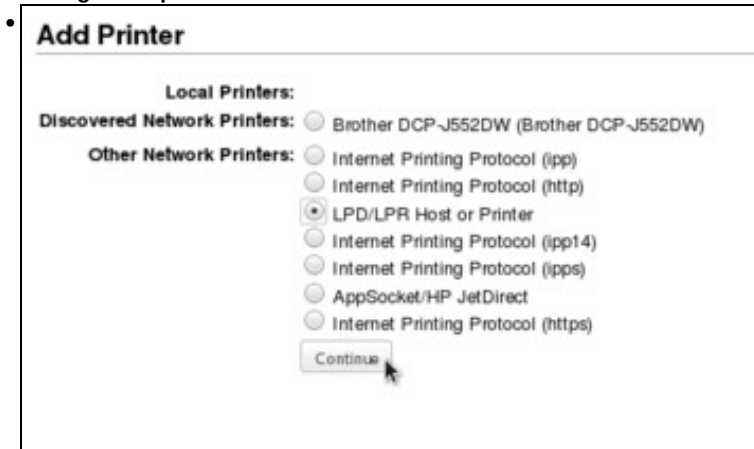 Add Printer
Local Printers:
Discovered Network Printers: Brother DCP-J552DW (Brother DCP-J552DW)
Other Network Printers: Internet Printing Protocol (ipp)
Internet Printing Protocol (http)
LPD/LPR Host or Printer
Internet Printing Protocol (ipp14)
Internet Printing Protocol (ipps)
AppSocket/HP JetDirect
Internet Printing Protocol (https)
Continue